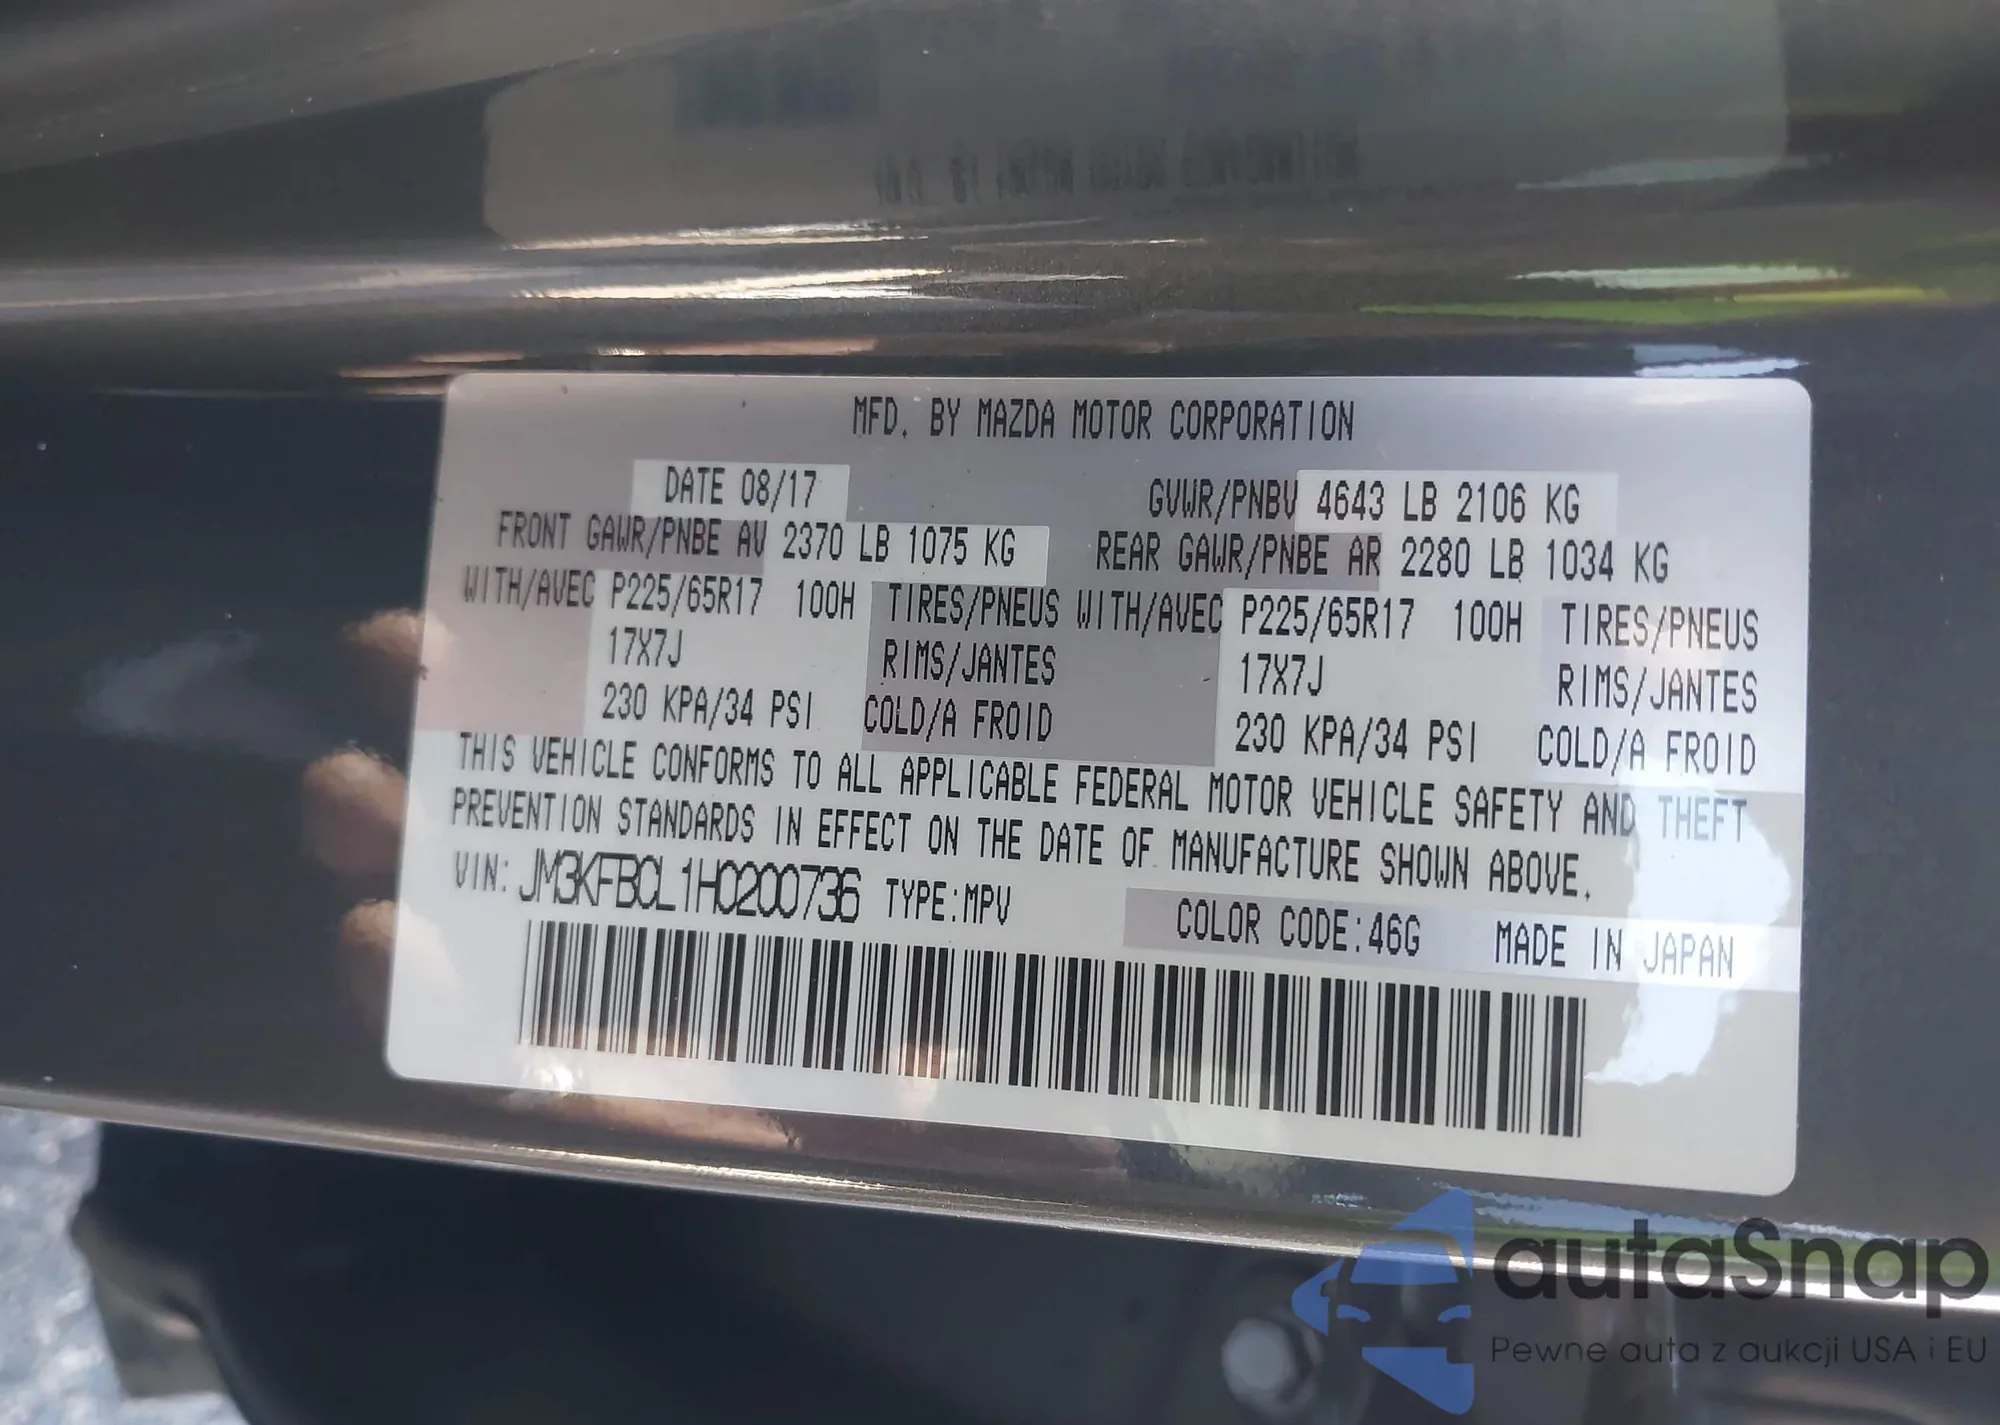 MFD. BY MAZDA MOTOR CORPORATION
DATE 08/17 GVWR/PNBV 4643 LB 2106 KG
FRONT GAWR/PNBE AV 2370 LB 1075 KG REAR GAWR/PNBE AR 2280 LB 1034 KG
WITH/AVEC P225/65R17 100H TIRES/PNEUS WITH/AVEC P225/65R17 100H TIRES/PNEUS
17X7J RIMS/JANTES 17X7J RIMS/JANTES
230 KPA/34 PSI COLD/A FROID 230 KPA/34 PSI COLD/A FROID
THIS VEHICLE CONFORMS TO ALL APPLICABLE FEDERAL MOTOR VEHICLE SAFETY AND THEFT
PREVENTION STANDARDS IN EFFECT ON THE DATE OF MANUFACTURE SHOWN ABOVE.
VIN: JM3KFBCL1H0200736 TYPE:MPV COLOR CODE:46G MADE IN JAPAN
autaSnap
Pewne auta z aukcji USA i EU